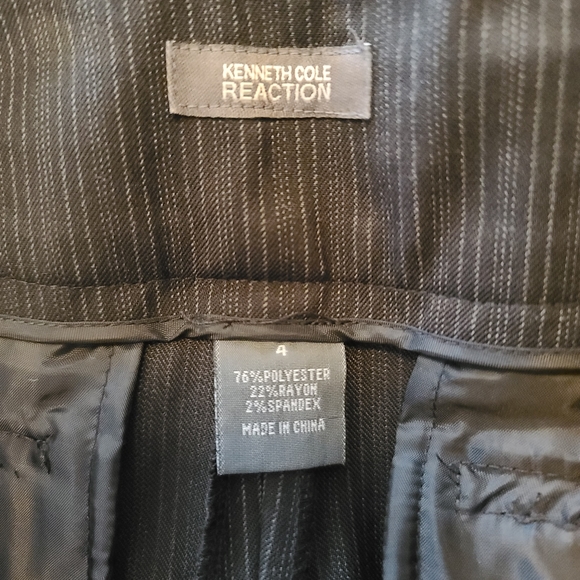 KENNETH COLE
REACTION
4
76%POLYESTER
22%RAYON
2%SPANDEX
MADE IN CHINA